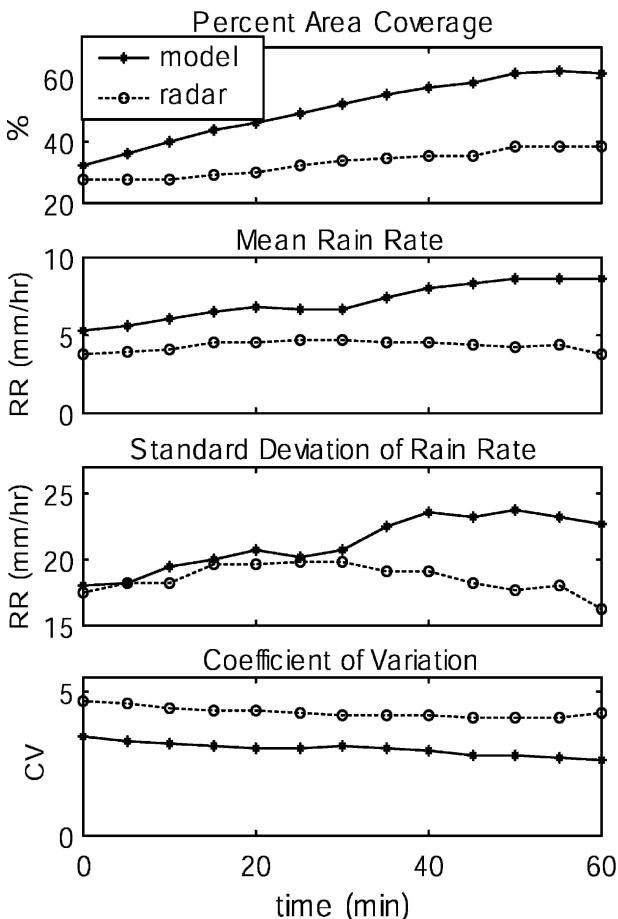 Percent Area Coverage
model
radar
%
60
40
20
Mean Rain Rate
RR (mm/hr)
10
5
0
Standard Deviation of Rain Rate
RR (mm/hr)
25
20
15
Coefficient of Variation
CV
5
0
0 20 40 60
time (min)